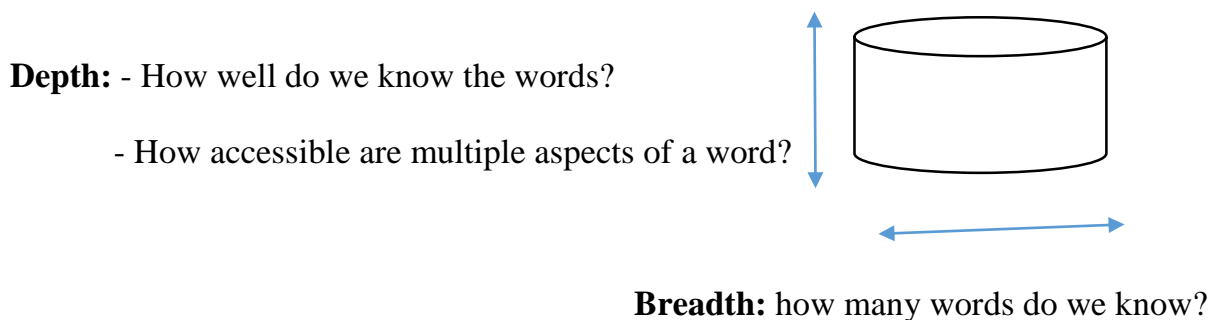 Depth: - How well do we know the words?
- How accessible are multiple aspects of a word?
Breadth: how many words do we know?